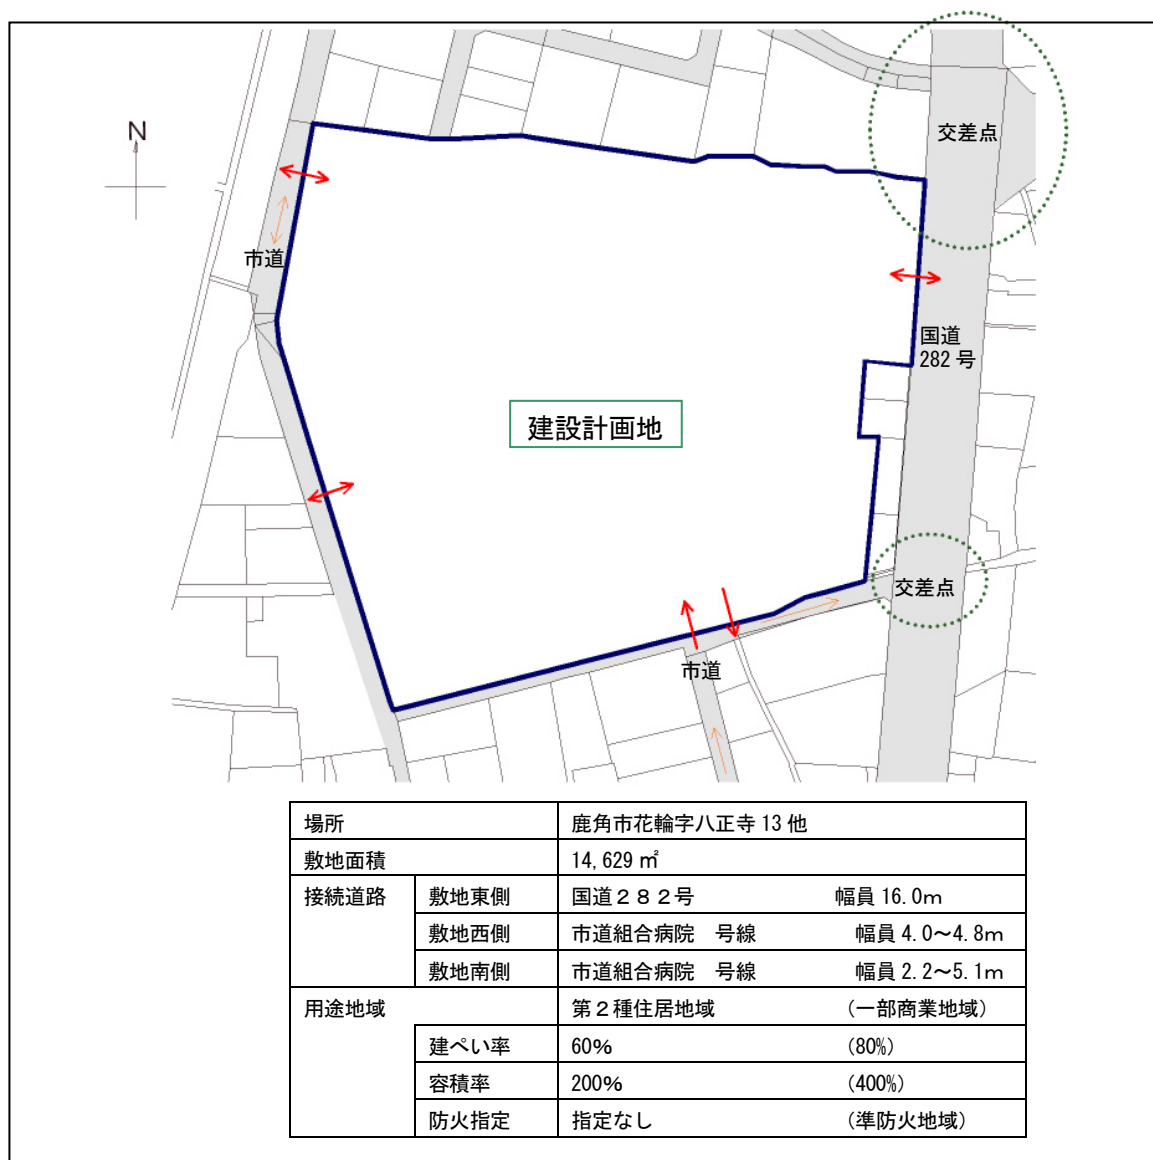 N
交差点
市道
国道
282 号
建設計画地
交差点
市道
場所 鹿角市花輪字八正寺 13 他
敷地面積 14,629 ㎡
接続道路 敷地東側 国道２８２号 幅員 16.0ｍ
敷地西側 市道組合病院　号線 幅員 4.0～4.8ｍ
敷地南側 市道組合病院　号線 幅員 2.2～5.1ｍ
用途地域 第２種住居地域 （一部商業地域）
建ぺい率 60％ (80%)
容積率 200％ (400%)
防火指定 指定なし （準防火地域）